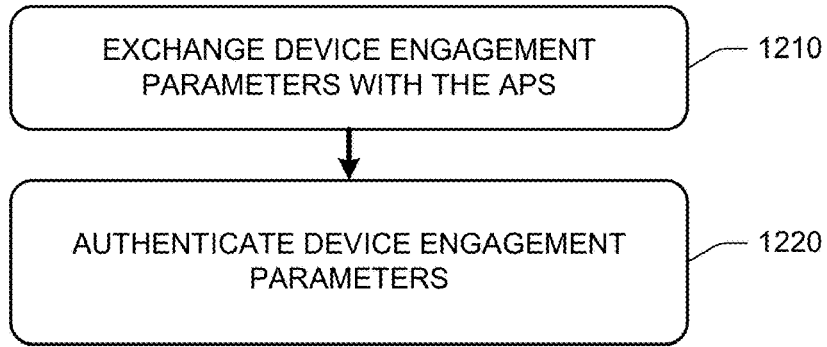 EXCHANGE DEVICE ENGAGEMENT
PARAMETERS WITH THE APS
1210
AUTHENTICATE DEVICE ENGAGEMENT
PARAMETERS
1220